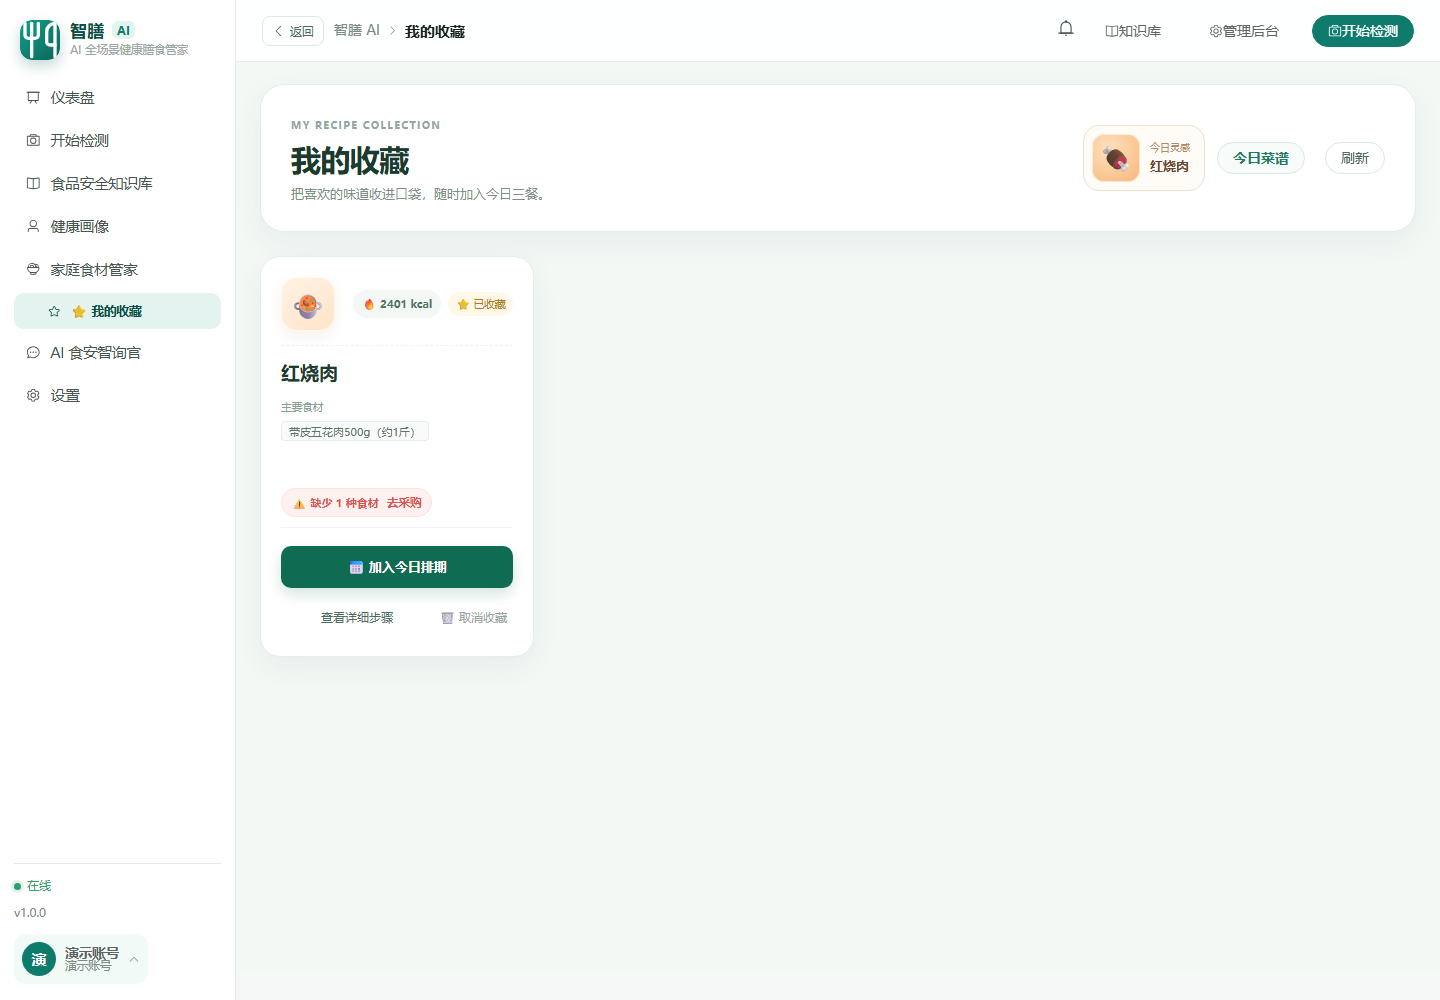 智膳 AI
AI 全场景健康膳食管家
仪表盘
开始检测
食品安全知识库
健康画像
家庭食材管家
我的收藏
AI 食安智询官
设置
在线
v1.0.0
演
演示账号
演示账号
返回
智膳 AI
我的收藏
知识库
管理后台
开始检测
MY RECIPE COLLECTION
我的收藏
把喜欢的味道收进口袋，随时加入今日三餐。
今日灵感
红烧肉
今日菜谱
刷新
2401 kcal
已收藏
红烧肉
主要食材
带皮五花肉500g（约1斤）
缺少 1 种食材 去采购
加入今日排期
查看详细步骤
取消收藏